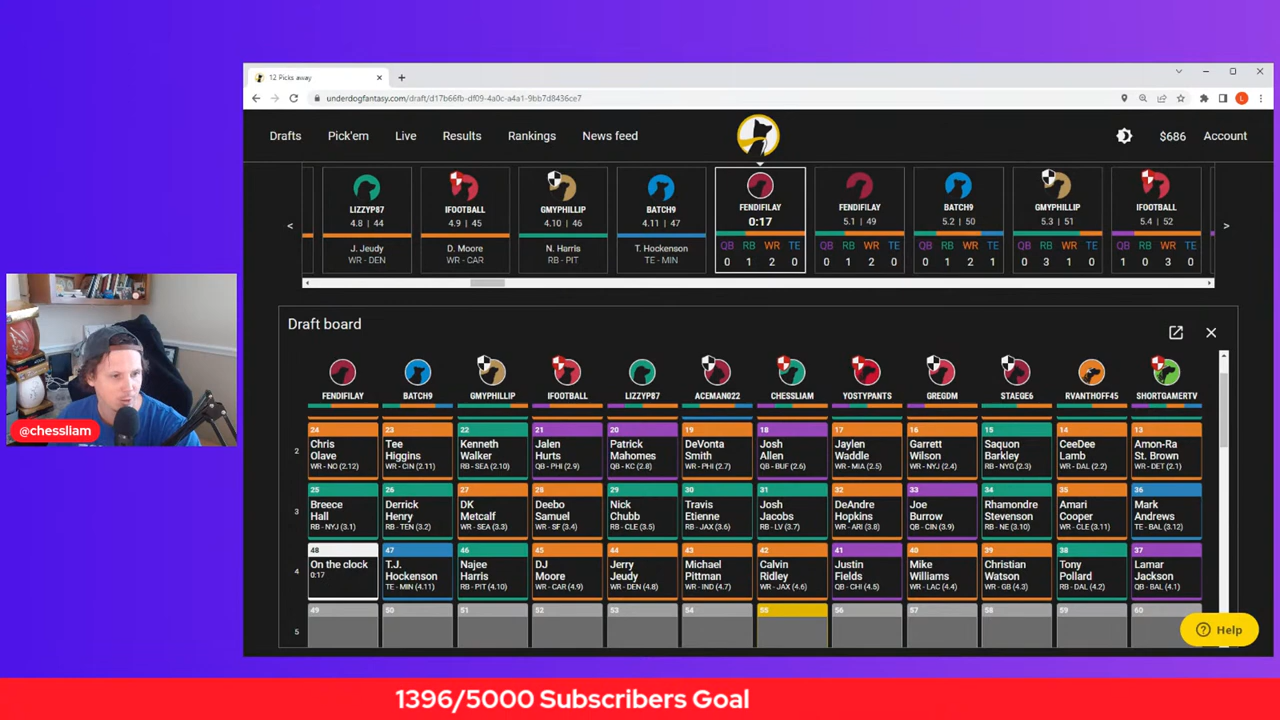 12 Picks away
underdogfantasy.com/draft/d17b66fb-df09-4a0c-a4a1-9bb7d8436ce7
Drafts Pick'em Live Results Rankings News feed $686 Account
LIZZYP87 IFOOTBALL GMYPHILLIP BATCH9 FENDIFILAY FENDIFILAY BATCH9 GMYPHILLIP IFOOTBALL
4.8 | 44 4.9 | 45 4.10 | 46 4.11 | 47 0:17 5.1 | 49 5.2 | 50 5.3 | 51 5.4 | 52
J. Jeudy D. Moore N. Harris T. Hockenson QB RB WR TE QB RB WR TE QB RB WR TE QB RB WR TE QB RB WR TE
WR - DEN WR - CAR RB - PIT TE - MIN 0 1 2 0 0 1 2 0 0 1 2 1 0 3 1 0 1 0 3 0
Draft board
FENDIFILAY BATCH9 GMYPHILLIP IFOOTBALL LIZZYP87 ACEMAN022 CHESSLIAM YOSTYPANTS GREGDM STAEGE6 RVANTHOFF45 SHORTGAMERTV
24 23 22 21 20 19 18 17 16 15 14 13
Chris Tee Kenneth Jalen Patrick DeVonta Josh Jaylen Garrett Saquon CeeDee Amon-Ra
2 Olave Higgins Walker Hurts Mahomes Smith Allen Waddle Wilson Barkley Lamb St. Brown
WR - NO (2.12) WR - CIN (2.11) RB - SEA (2.10) QB - PHI (2.9) QB - KC (2.8) WR - PHI (2.7) QB - BUF (2.6) WR - MIA (2.5) WR - NYJ (2.4) RB - NYG (2.3) WR - DAL (2.2) WR - DET (2.1)
25 26 27 28 29 30 31 32 33 34 35 36
Breece Derrick DK Deebo Nick Travis Josh DeAndre Joe Rhamondre Amari Mark
3 Hall Henry Metcalf Samuel Chubb Etienne Jacobs Hopkins Burrow Stevenson Cooper Andrews
RB - NYJ (3.1) RB - TEN (3.2) WR - SEA (3.3) WR - SF (3.4) RB - CLE (3.5) RB - JAX (3.6) RB - LV (3.7) WR - ARI (3.8) QB - CIN (3.9) RB - NE (3.10) WR - CLE (3.11) TE - BAL (3.12)
48 47 46 45 44 43 42 41 40 39 38 37
On the clock T.J. Najee DJ Jerry Michael Calvin Justin Mike Christian Tony Lamar
4 0:17 Hockenson Harris Moore Jeudy Pittman Ridley Fields Williams Watson Pollard Jackson
TE - MIN (4.11) RB - PIT (4.10) WR - CAR (4.9) WR - DEN (4.8) WR - IND (4.7) WR - JAX (4.6) QB - CHI (4.5) WR - LAC (4.4) WR - GB (4.3) RB - DAL (4.2) QB - BAL (4.1)
49 50 51 52 53 54 55 56 57 58 59 60
5
Help
@chessliam
1396/5000 Subscribers Goal